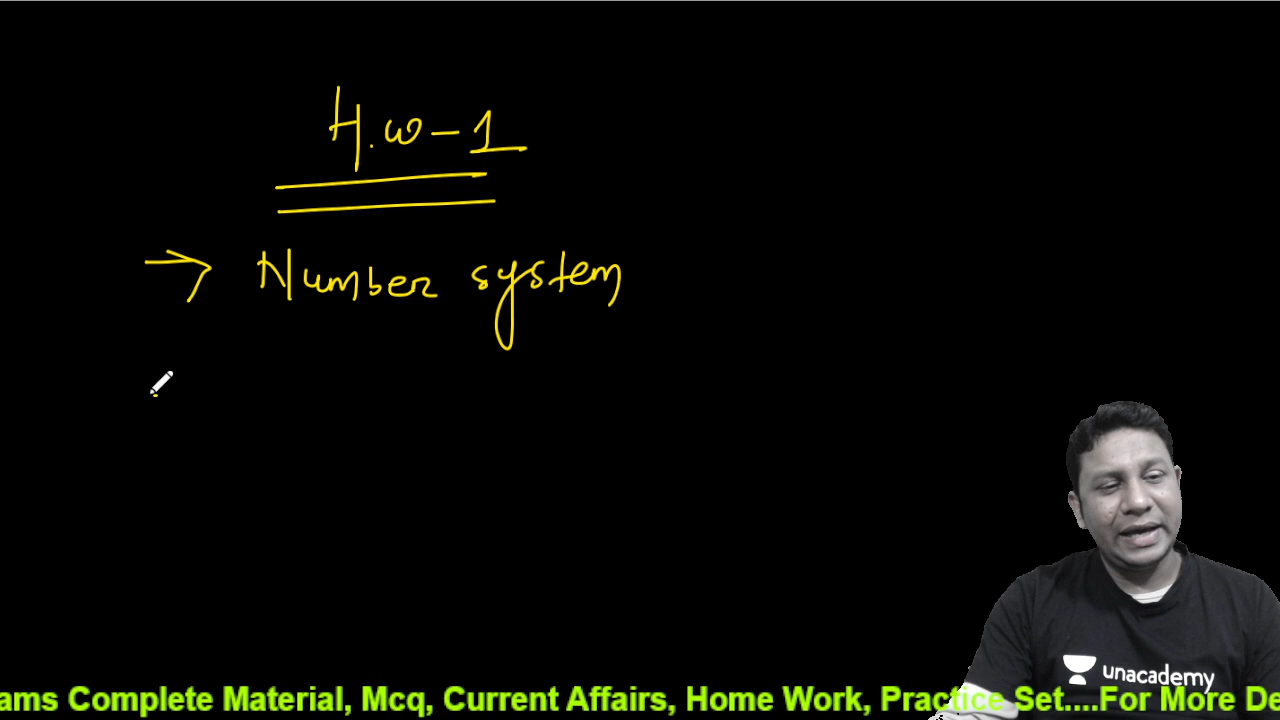 H.w-1
→ Number system
unacademy
ams Complete Material, Mcq, Current Affairs, Home Work, Practice Set....For More De